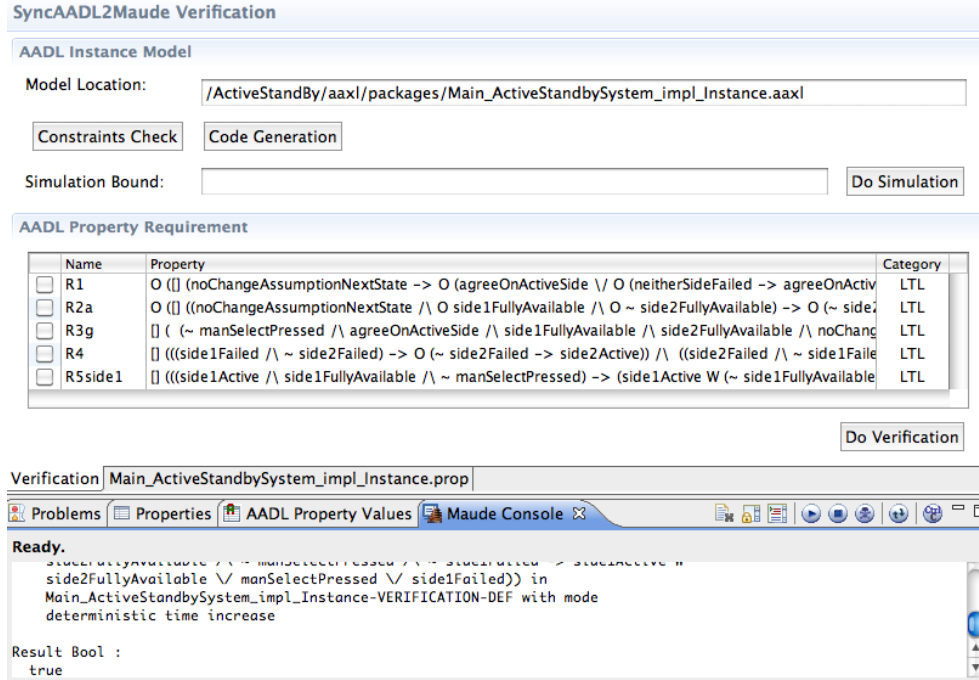 SyncAADL2Maude Verification
AADL Instance Model
Model Location: /ActiveStandBy/aaxl/packages/Main_ActiveStandbySystem_impl_Instance.aaxl
Constraints Check Code Generation
Simulation Bound: Do Simulation
AADL Property Requirement
Name Property Category
R1 O ([] (noChangeAssumptionNextState -> O (agreeOnActiveSide \/ O (neitherSideFailed -> agreeOnActiv LTL
R2a O ([] ((noChangeAssumptionNextState /\ O side1FullyAvailable /\ O ~ side2FullyAvailable) -> O (~ side2 LTL
R3g [] ( (~ manSelectPressed /\ agreeOnActiveSide /\ side1FullyAvailable /\ side2FullyAvailable /\ noChang LTL
R4 [] (((side1Failed /\ ~ side2Failed) -> O (~ side2Failed -> side2Active)) /\ ((side2Failed /\ ~ side1Faile LTL
R5side1 [] (((side1Active /\ side1FullyAvailable /\ ~ manSelectPressed) -> (side1Active W (~ side1FullyAvailable LTL
Do Verification
Verification Main_ActiveStandbySystem_impl_Instance.prop
Problems Properties AADL Property Values Maude Console
Ready.
side2FullyAvailable /\ ~ manSelectPressed /\ ~ side1Failed -> side1Active W
side2FullyAvailable \/ manSelectPressed \/ side1Failed)) in
Main_ActiveStandbySystem_impl_Instance-VERIFICATION-DEF with mode
deterministic time increase
Result Bool :
true